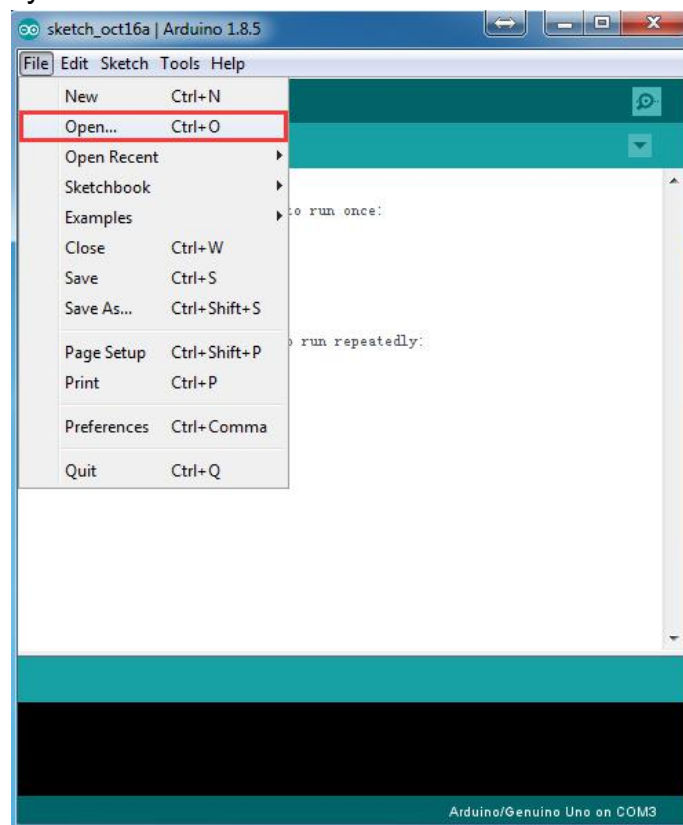 y
sketch_oct16a | Arduino 1.8.5
File Edit Sketch Tools Help
New Ctrl+N
Open... Ctrl+O
Open Recent
Sketchbook
Examples
to run once:
Close Ctrl+W
Save Ctrl+S
Save As... Ctrl+Shift+S
Page Setup Ctrl+Shift+P
run repeatedly:
Print Ctrl+P
Preferences Ctrl+Comma
Quit Ctrl+Q
Arduino/Genuino Uno on COM3